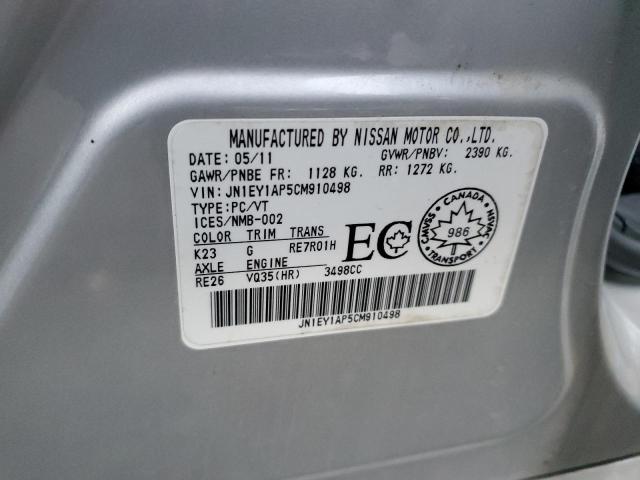 MANUFACTURED BY NISSAN MOTOR CO.,LTD.
DATE: 05/11 GVWR/PNBV: 2390 KG.
GAWR/PNBE FR: 1128 KG. RR: 1272 KG.
VIN: JN1EY1AP5CM910498
TYPE: PC/VT
ICES/NMB-002
COLOR TRIM TRANS
K23 G RE7R01H
AXLE ENGINE
RE26 VQ35(HR) 3498CC
EC
CANADA
CMVSS 986 NSVAC
TRANSPORT
JN1EY1AP5CM910498